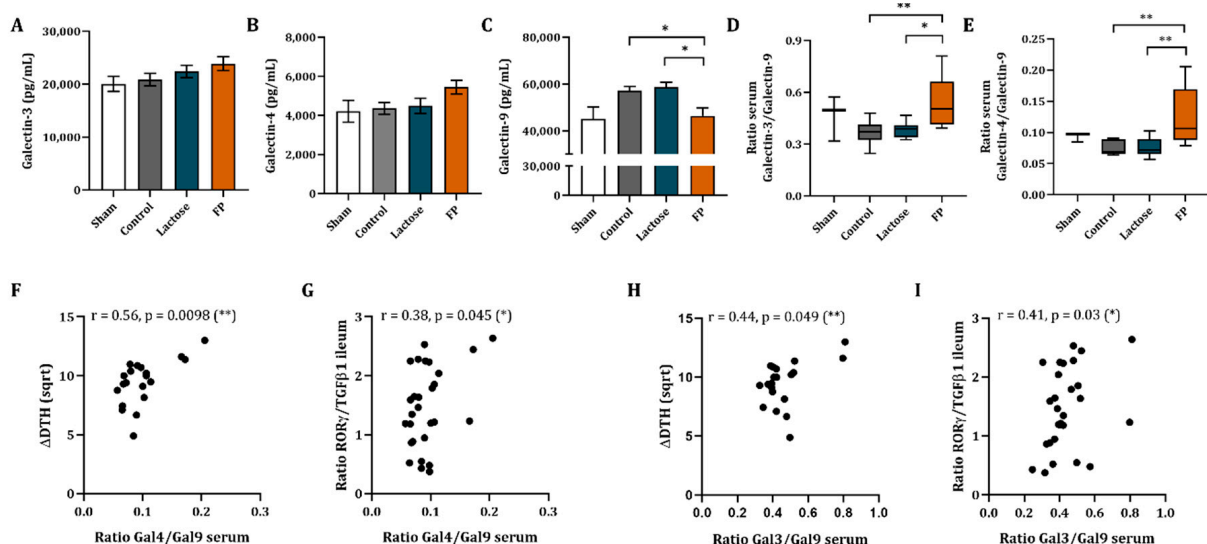 A
Galectin-3 (pg/mL)
30,000
20,000
10,000
0
Sham
Control
Lactose
FP
B
Galectin-4 (pg/mL)
8,000
6,000
4,000
2,000
0
Sham
Control
Lactose
FP
C
Galectin-9 (pg/mL)
80,000
60,000
40,000
30,000
0
*
*
Sham
Control
Lactose
FP
D
Ratio serum
Galectin-3/Galectin-9
0.9
0.6
0.3
0.0
**
*
Sham
Control
Lactose
FP
E
Ratio serum
Galectin-4/Galectin-9
0.25
0.20
0.15
0.10
0.05
0.00
**
**
Sham
Control
Lactose
FP
F
r = 0.56, p = 0.0098 (**)
ΔDTH (sqrt)
15
10
5
0
0.0 0.1 0.2 0.3
Ratio Gal4/Gal9 serum
G
r = 0.38, p = 0.045 (*)
Ratio RORγ/TGFβ1 ileum
3
2
1
0
0.0 0.1 0.2 0.3
Ratio Gal4/Gal9 serum
H
r = 0.44, p = 0.049 (**)
ΔDTH (sqrt)
15
10
5
0
0.0 0.2 0.4 0.6 0.8 1.0
Ratio Gal3/Gal9 serum
I
r = 0.41, p = 0.03 (*)
Ratio RORγ/TGFβ1 ileum
3
2
1
0
0.0 0.2 0.4 0.6 0.8 1.0
Ratio Gal3/Gal9 serum